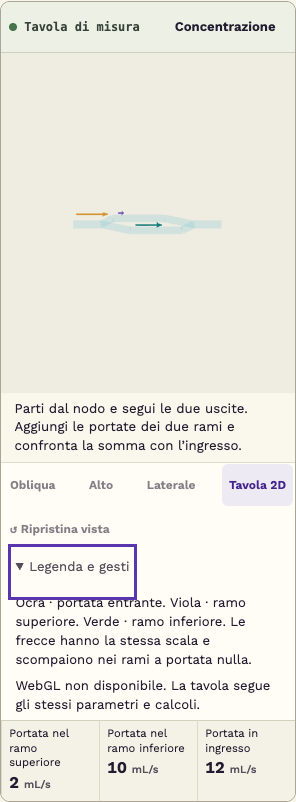 Tavola di misura Concentrazione
Parti dal nodo e segui le due uscite.
Aggiungi le portate dei due rami e
confronta la somma con l’ingresso.
Obliqua Alto Laterale Tavola 2D
↺ Ripristina vista
▼ Legenda e gesti
Ocra · portata entrante. Viola · ramo
superiore. Verde · ramo inferiore. Le
frecce hanno la stessa scala e
scompaiono nei rami a portata nulla.
WebGL non disponibile. La tavola segue
gli stessi parametri e calcoli.
Portata nel
ramo
superiore
2 mL/s
Portata nel
ramo inferiore
10 mL/s
Portata in
ingresso
12 mL/s